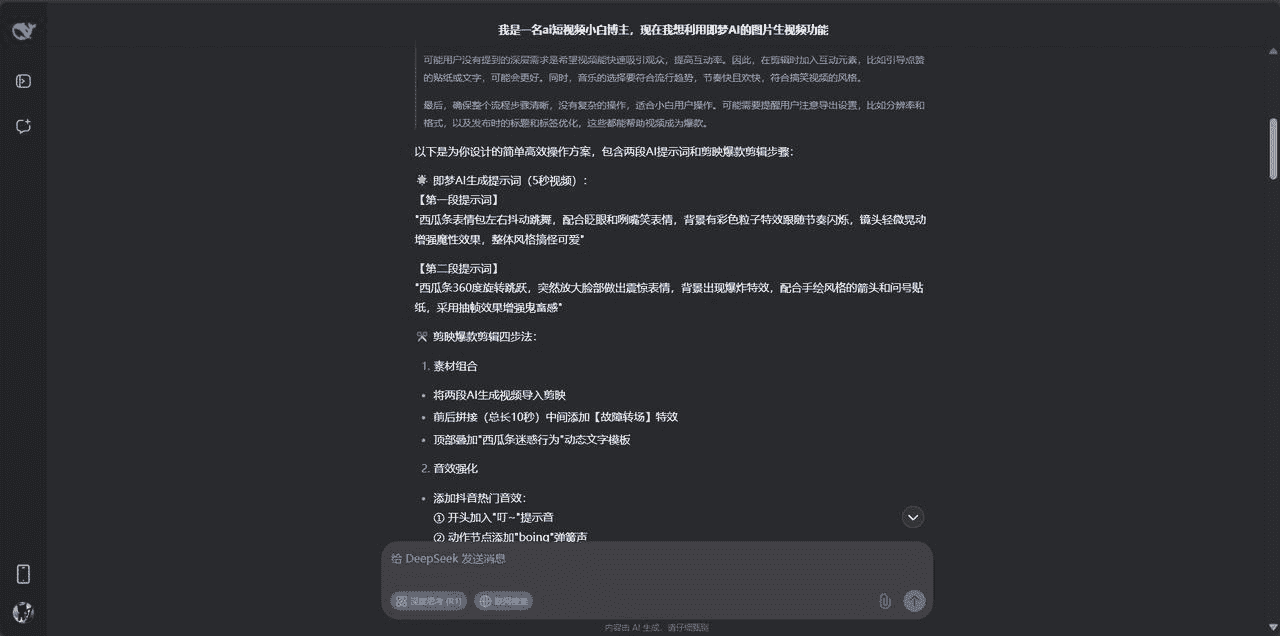 我是一名ai短视频小白博主，现在我想利用即梦AI的图片生视频功能
可能用户没有提到的深层需求是希望视频能快速吸引观众，提高互动率。因此，在剪辑时加入互动元素，比如引导点赞
的贴纸或文字，可能会更好。同时，音乐的选择要符合流行趋势，节奏快且欢快，符合搞笑视频的风格。
最后，确保整个流程步骤清晰，没有复杂的操作，适合小白用户操作。可能需要提醒用户注意导出设置，比如分辨率和
格式，以及发布时的标题和标签优化，这些都能帮助视频成为爆款。
以下是为你设计的简单高效操作方案，包含两段AI提示词和剪映爆款剪辑步骤：
即梦AI生成提示词（5秒视频）：
【第一段提示词】
"西瓜条表情包左右抖动跳舞，配合眨眼和咧嘴笑表情，背景有彩色粒子特效跟随节奏闪烁，镜头轻微晃动
增强魔性效果，整体风格搞怪可爱"
【第二段提示词】
"西瓜条360度旋转跳跃，突然放大脸部做出震惊表情，背景出现爆炸特效，配合手绘风格的箭头和问号贴
纸，采用抽帧效果增强鬼畜感"
剪映爆款剪辑四步法：
1. 素材组合
• 将两段AI生成视频导入剪映
• 前后拼接（总长10秒）中间添加【故障转场】特效
• 顶部叠加"西瓜条迷惑行为"动态文字模板
2. 音效强化
• 添加抖音热门音效：
① 开头加入"叮~"提示音
② 动作节点添加"boing"弹簧声
给 DeepSeek 发送消息
深度思考 (R1)
联网搜索
内容由 AI 生成，请仔细甄别